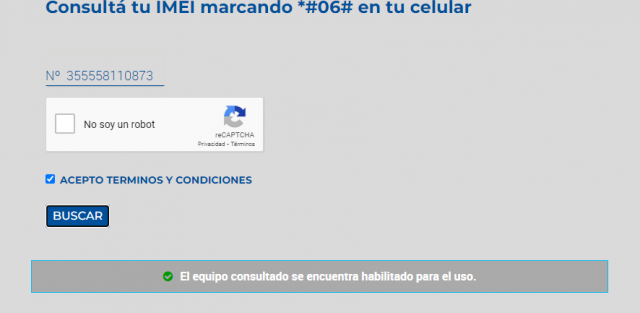 Consultá tu IMEI marcando *#06# en tu celular
Nº 355558110873
No soy un robot
reCAPTCHA
Privacidad - Términos
ACEPTO TERMINOS Y CONDICIONES
BUSCAR
El equipo consultado se encuentra habilitado para el uso.